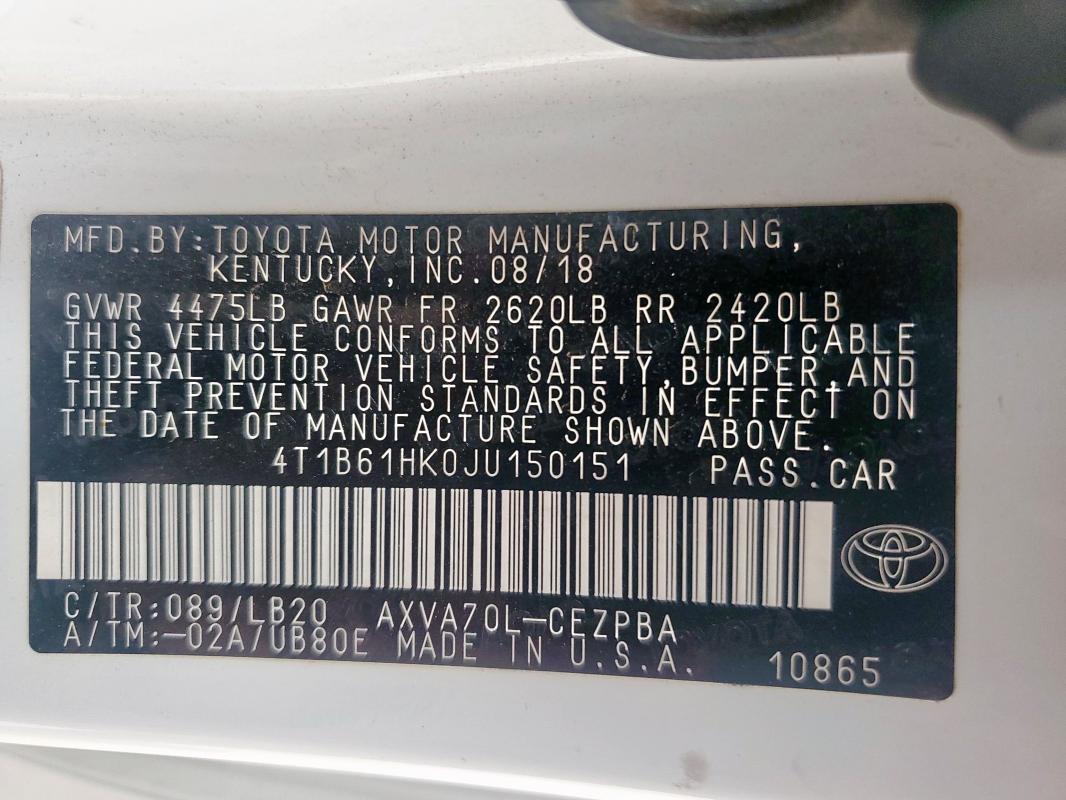 MFD.BY:TOYOTA MOTOR MANUFACTURING,
KENTUCKY,INC.08/18
GVWR 4475LB GAWR FR 2620LB RR 2420LB
THIS VEHICLE CONFORMS TO ALL APPLICABLE
FEDERAL MOTOR VEHICLE SAFETY,BUMPER,AND
THEFT PREVENTION STANDARDS IN EFFECT ON
THE DATE OF MANUFACTURE SHOWN ABOVE.
4T1B61HK0JU150151 PASS.CAR
C/TR:089/LB20 AXVA70L-CEZPBA
A/TM:-02A/UB80E MADE IN U.S.A. 10865